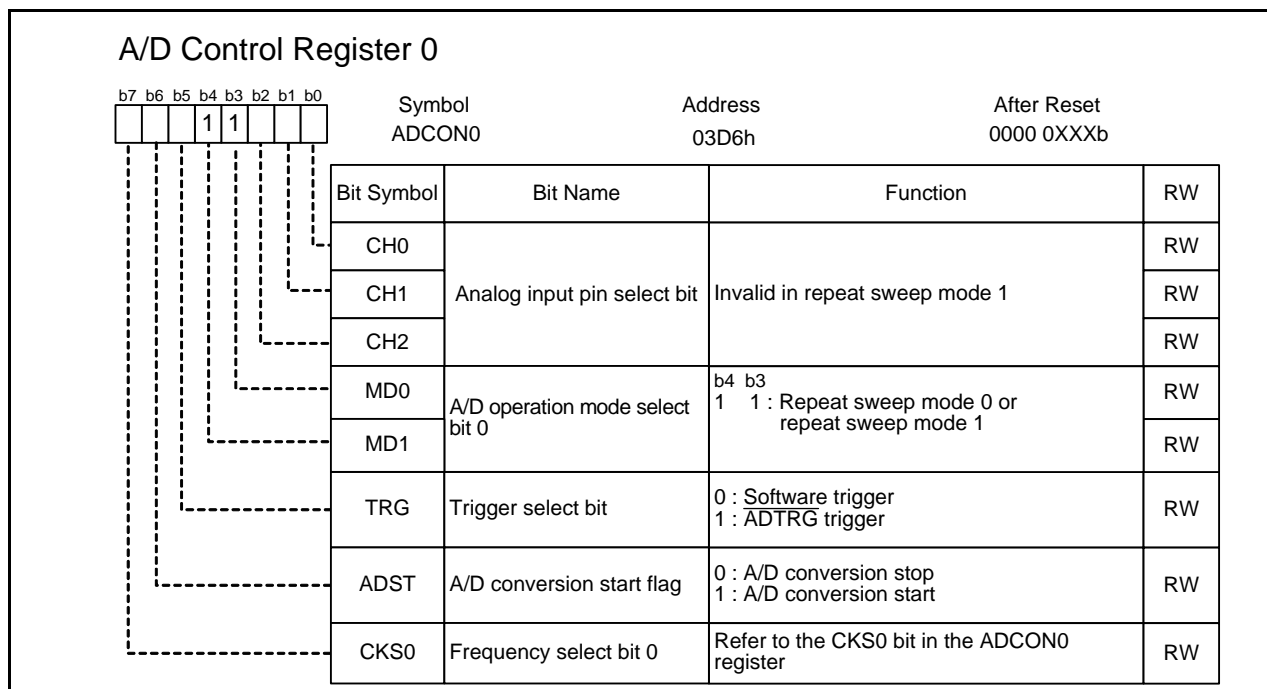 A/D Control Register 0
b7 b6 b5 b4 b3 b2 b1 b0
1 1
Symbol Address After Reset
ADCON0 03D6h 0000 0XXXb
Bit Symbol Bit Name Function RW
CH0 RW
CH1 Analog input pin select bit Invalid in repeat sweep mode 1 RW
CH2 RW
MD0 RW
A/D operation mode select
bit 0
b4 b3
1 1 : Repeat sweep mode 0 or
repeat sweep mode 1
MD1 RW
TRG Trigger select bit RW
0 : Software trigger
1 : ADTRG trigger
ADST A/D conversion start flag RW
0 : A/D conversion stop
1 : A/D conversion start
CKS0 Frequency select bit 0 RW
Refer to the CKS0 bit in the ADCON0
register